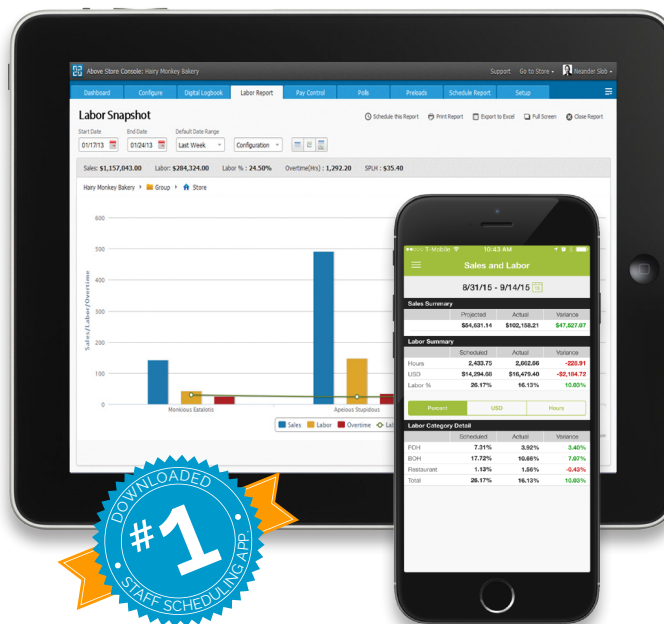 Above Store Console: Hairy Monkey Bakery
Support Go to Store Neander Slob
Dashboard Configure Digital Logbook Labor Report Pay Control Polls Preloads Schedule Report Setup
Labor Snapshot
Schedule this Report Print Report Export to Excel Full Screen Close Report
Start Date End Date Default Date Range
01/17/13 01/24/13 Last Week Configuration
Sales: $1,157,043.00 Labor: $284,324.00 Labor % : 24.50% Overtime(Hrs) : 1,292.20 SPLH : $35.40
Hairy Monkey Bakery Group Store
Sales/Labor/Overtime
600
500
400
300
200
100
0
Monkious Eatalotis Apeious Stupidous
Sales Labor Overtime
T-Mobile 10:43 AM
Sales and Labor
8/31/15 - 9/14/15
Sales Summary
Projected Actual Variance
$54,631.14 $102,158.21 $47,527.07
Labor Summary
Scheduled Actual Variance
Hours 2,433.75 2,662.66 -228.91
USD $14,294.68 $16,479.40 -$2,184.72
Labor % 26.17% 16.13% 10.03%
Percent USD Hours
Labor Category Detail
Scheduled Actual Variance
FOH 7.31% 3.92% 3.40%
BOH 17.72% 10.66% 7.07%
Restaurant 1.13% 1.56% -0.43%
Total 26.17% 16.13% 10.03%
DOWNLOADED
#1
STAFF SCHEDULING APP.